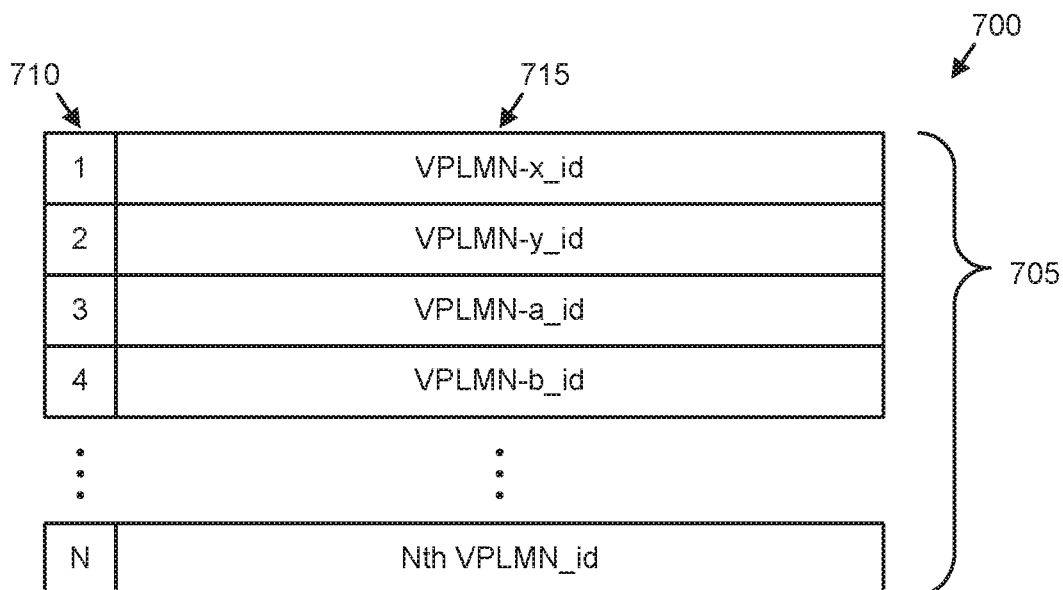 700
710 715
1 VPLMN-x_id
2 VPLMN-y_id
705
3 VPLMN-a_id
4 VPLMN-b_id
N Nth VPLMN_id